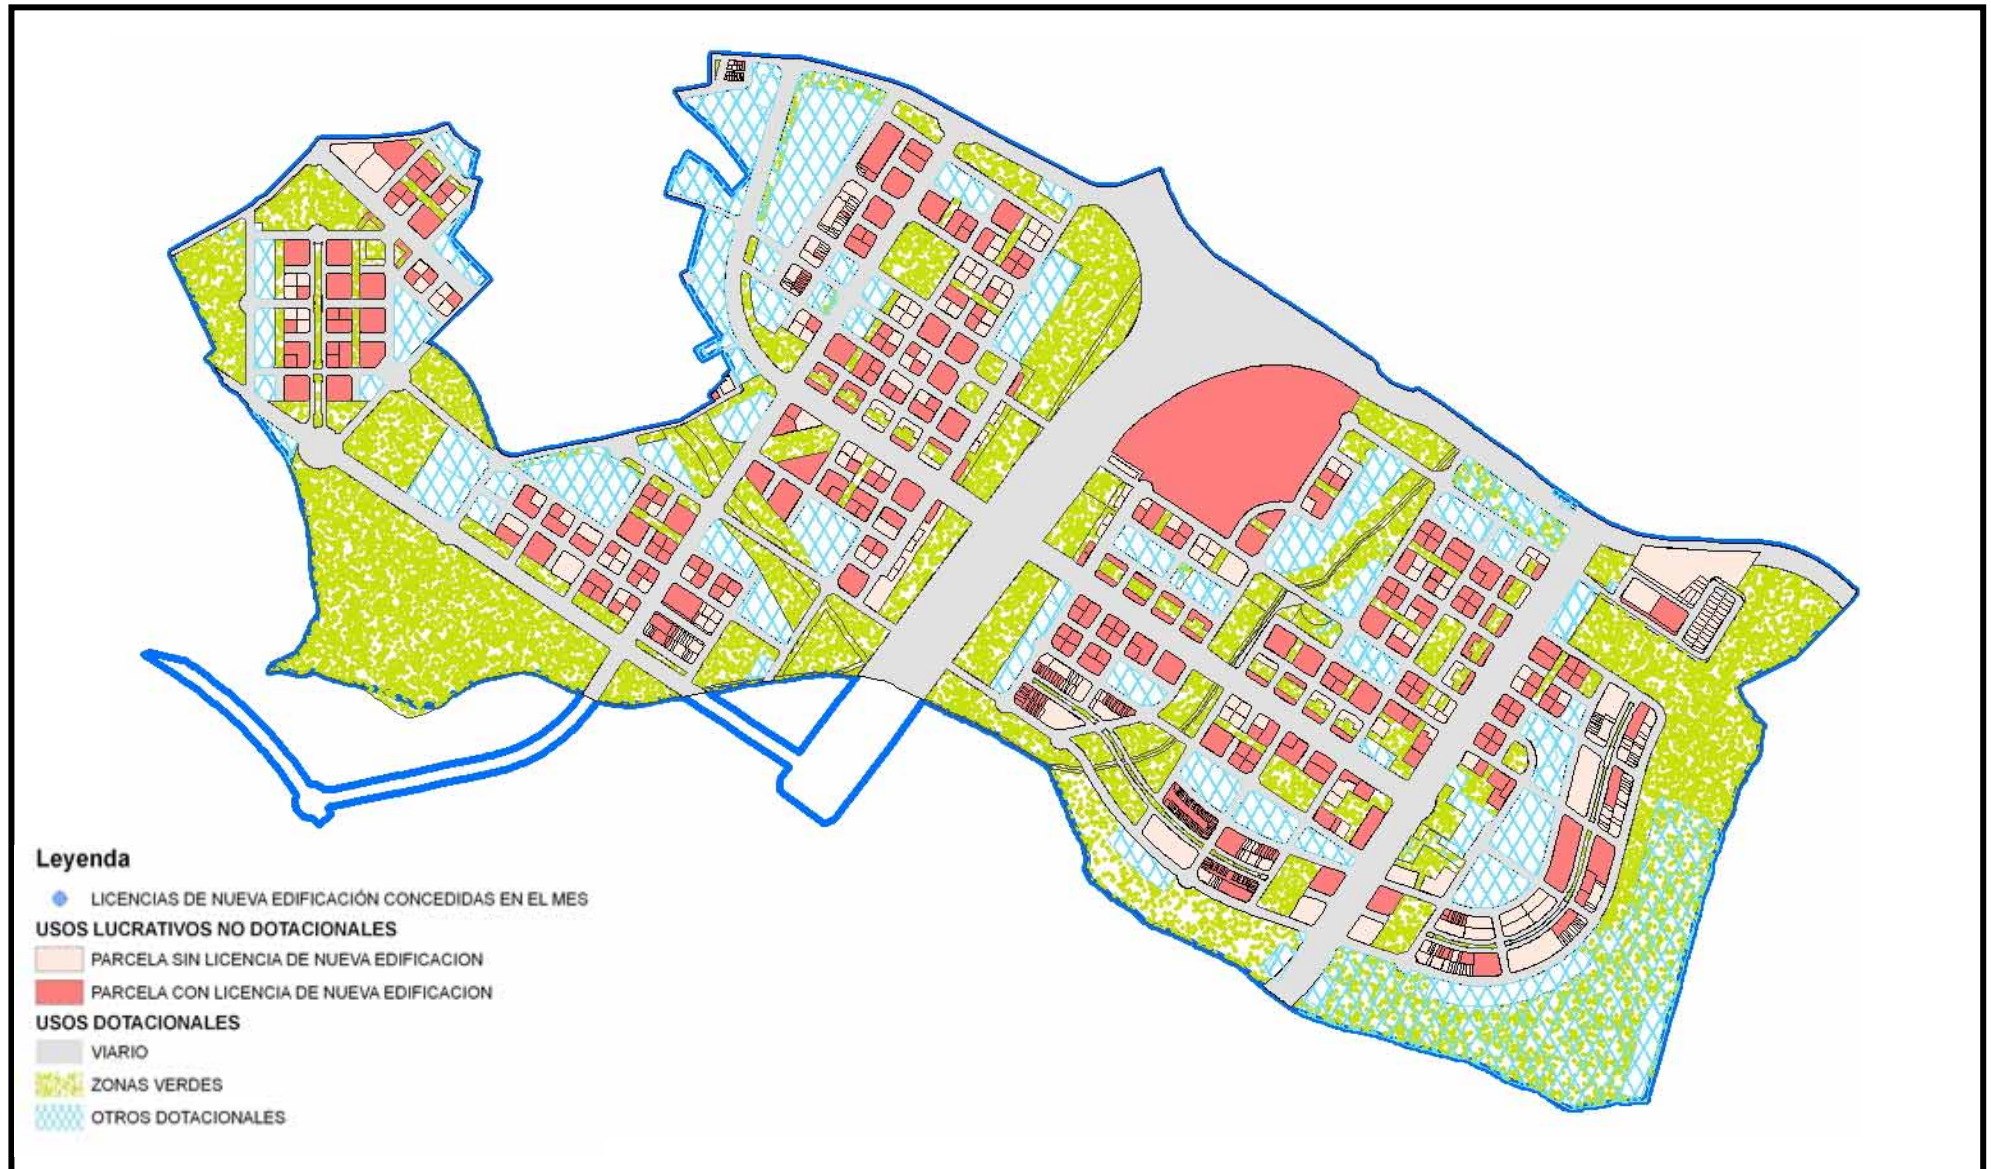 Leyenda
LICENCIAS DE NUEVA EDIFICACIÓN CONCEDIDAS EN EL MES
USOS LUCRATIVOS NO DOTACIONALES
PARCELA SIN LICENCIA DE NUEVA EDIFICACION
PARCELA CON LICENCIA DE NUEVA EDIFICACION
USOS DOTACIONALES
VIARIO
ZONAS VERDES
OTROS DOTACIONALES